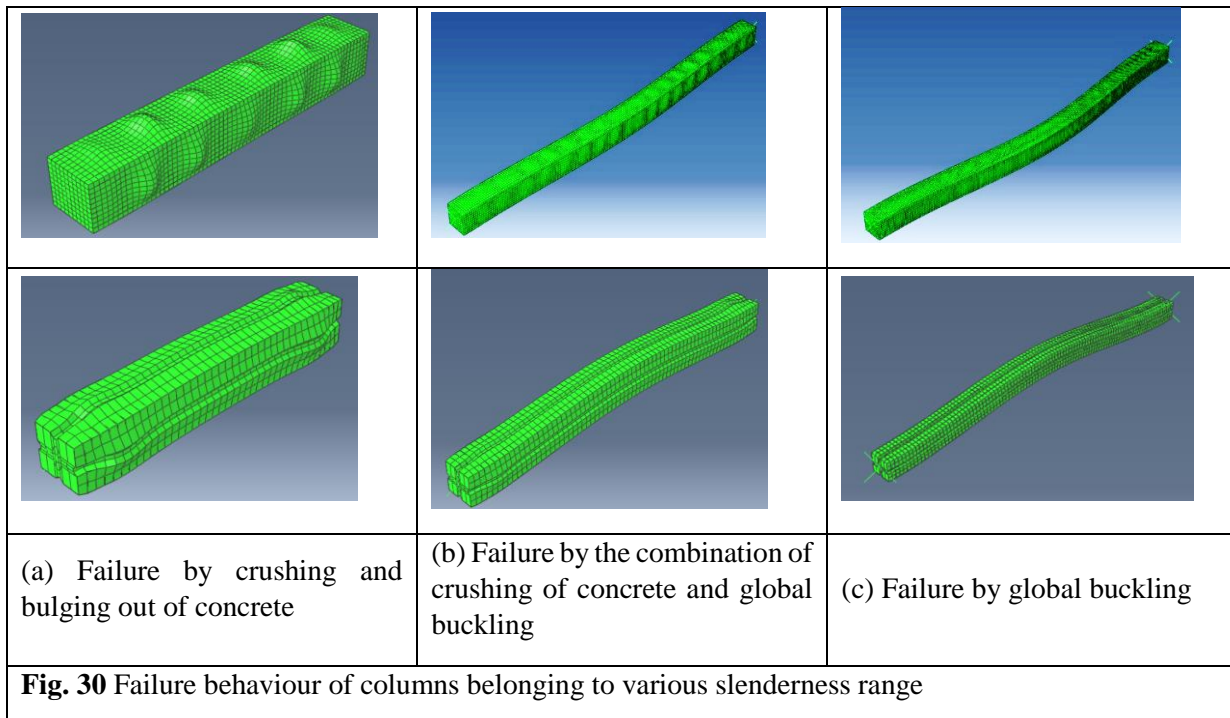 (a) Failure by crushing and
bulging out of concrete
(b) Failure by the combination of
crushing of concrete and global
buckling
(c) Failure by global buckling
Fig. 30 Failure behaviour of columns belonging to various slenderness range